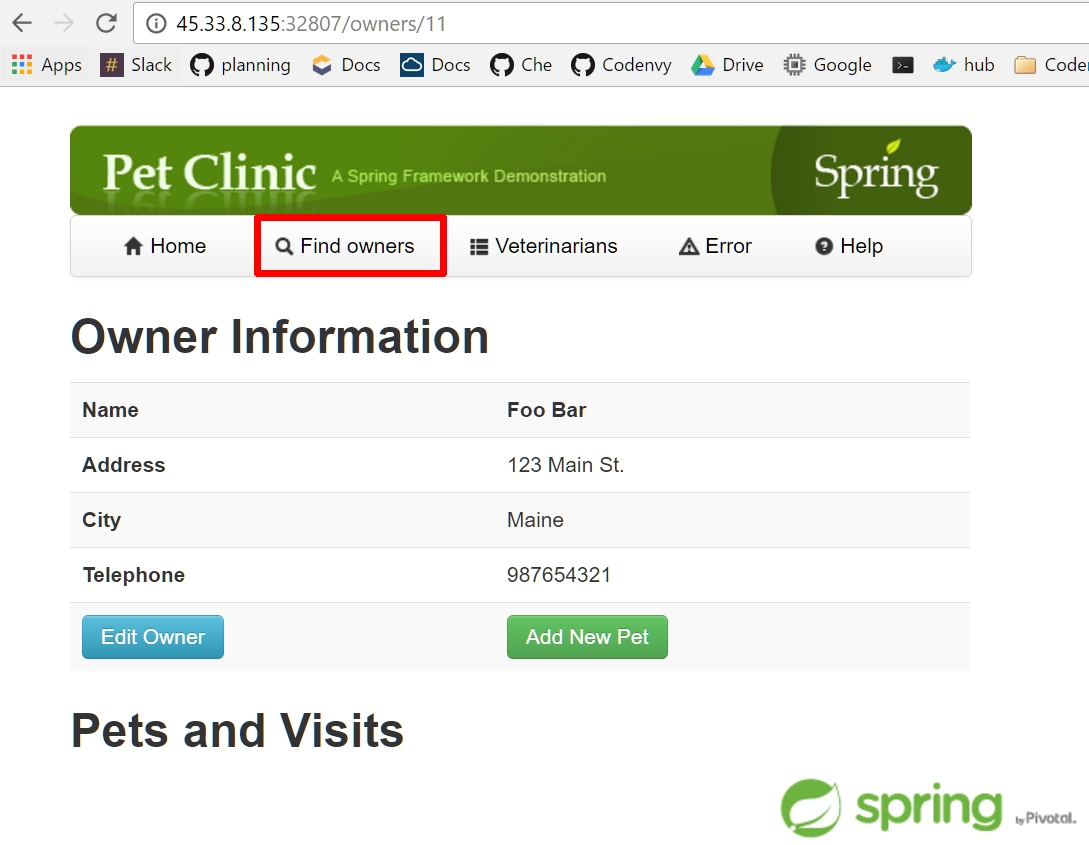 45.33.8.135:32807/owners/11
Apps # Slack planning Docs Docs Che Codenvy Drive Google hub Coden
Pet Clinic A Spring Framework Demonstration Spring
Home Find owners Veterinarians Error Help
Owner Information
Name Foo Bar
Address 123 Main St.
City Maine
Telephone 987654321
Edit Owner Add New Pet
Pets and Visits
spring by Pivotal.